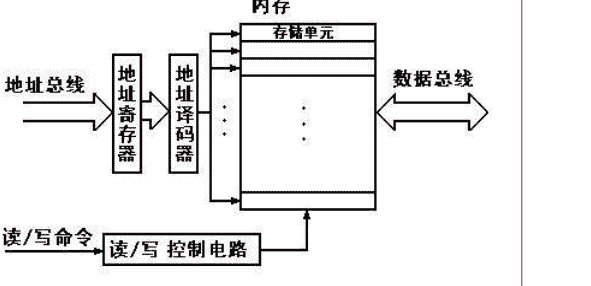 内存
存储单元
地址总线
地址寄存器
地址译码器
数据总线
读/写命令
读/写 控制电路